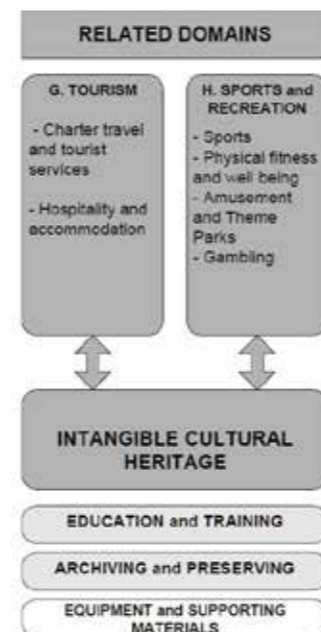 RELATED DOMAINS
G. TOURISM
- Charter travel
and tourist
services
- Hospitality and
accommodation
H. SPORTS and
RECREATION
- Sports
- Physical fitness
and well being
- Amusement
and Theme
Parks
- Gambling
INTANGIBLE CULTURAL
HERITAGE
EDUCATION and TRAINING
ARCHIVING and PRESERVING
EQUIPMENT and SUPPORTING
MATERIALS